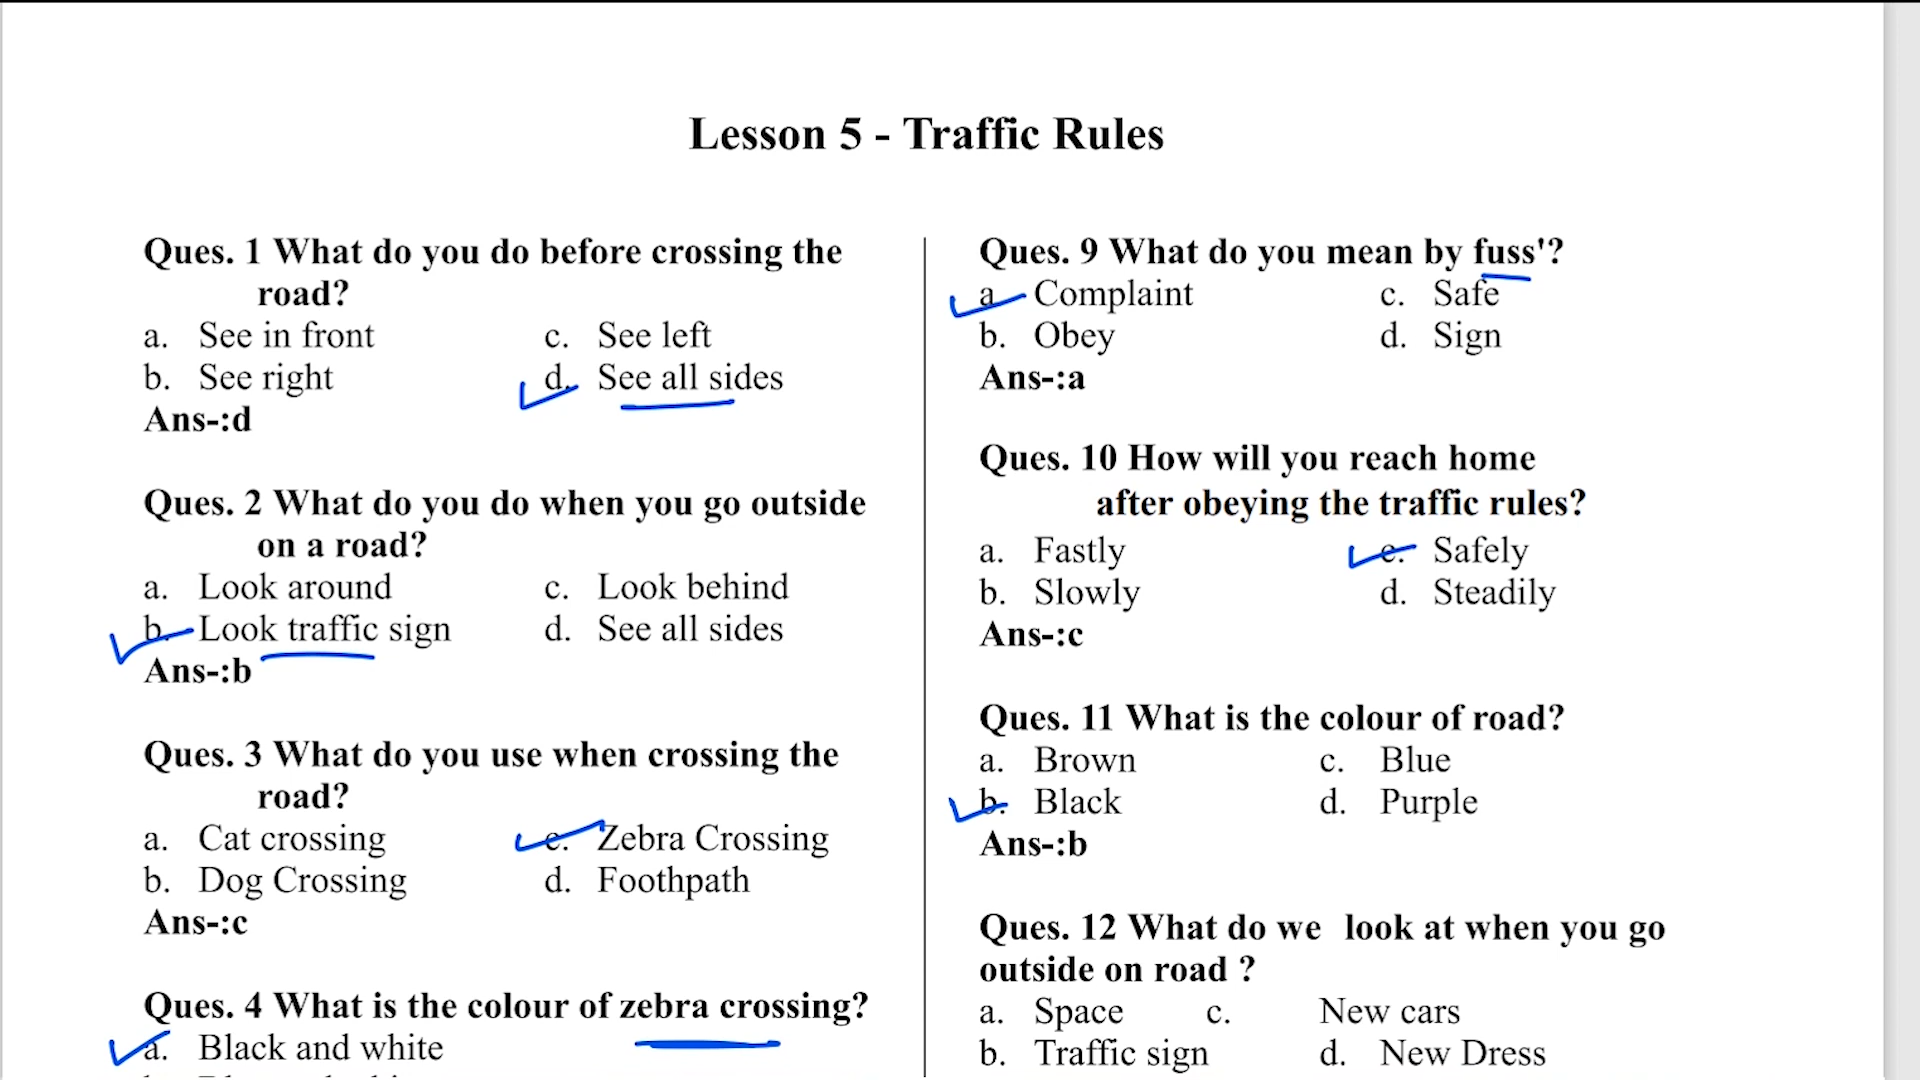 Lesson 5 - Traffic Rules
Ques. 1 What do you do before crossing the
road?
a. See in front c. See left
b. See right d. See all sides
Ans-:d
Ques. 2 What do you do when you go outside
on a road?
a. Look around c. Look behind
b. Look traffic sign d. See all sides
Ans-:b
Ques. 3 What do you use when crossing the
road?
a. Cat crossing c. Zebra Crossing
b. Dog Crossing d. Foothpath
Ans-:c
Ques. 4 What is the colour of zebra crossing?
a. Black and white
Ques. 9 What do you mean by fuss'?
a Complaint c. Safe
b. Obey d. Sign
Ans-:a
Ques. 10 How will you reach home
after obeying the traffic rules?
a. Fastly c. Safely
b. Slowly d. Steadily
Ans-:c
Ques. 11 What is the colour of road?
a. Brown c. Blue
b. Black d. Purple
Ans-:b
Ques. 12 What do we look at when you go
outside on road ?
a. Space c. New cars
b. Traffic sign d. New Dress